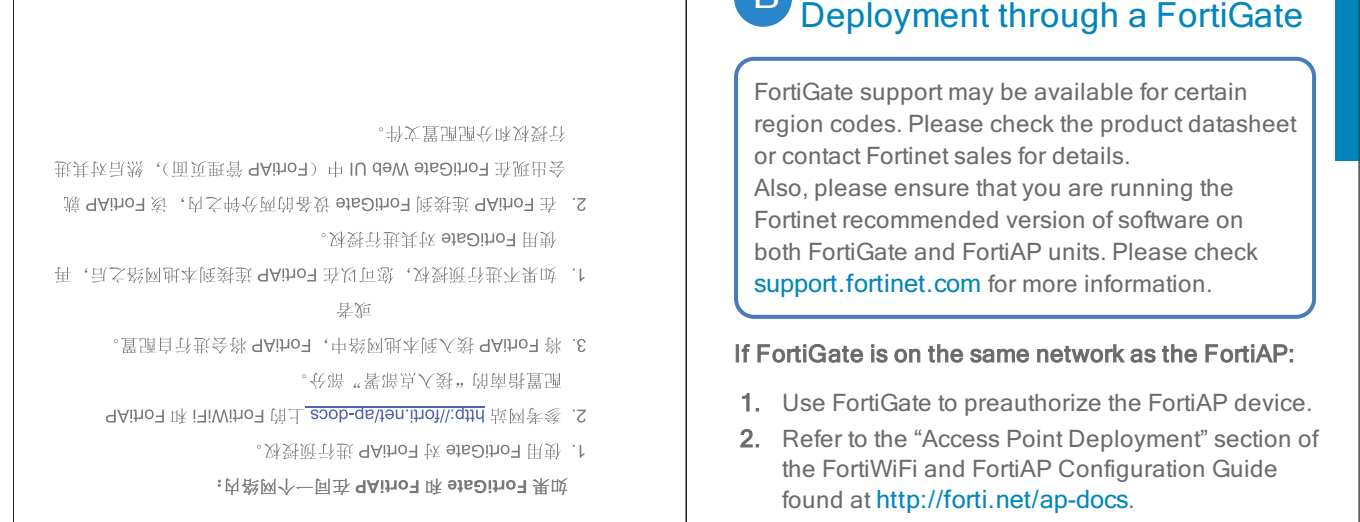 如果 FortiGate 和 FortiAP 在同一个网络内：
1. 使用 FortiGate 对 FortiAP 进行预授权。
2. 参考网站 http://forti.net/ap-docs 上的 FortiWiFi 和 FortiAP
配置指南的“接入点部署”部分。
3. 将 FortiAP 接入到本地网络中，FortiAP 将会进行自配置。
或者
1. 如果不进行预授权，您可以在 FortiAP 连接到本地网络之后，再
使用 FortiGate 对其进行授权。
2. 在 FortiAP 连接到 FortiGate 设备的两分钟之内，该 FortiAP 就
会出现在 FortiGate Web UI 中（FortiAP 管理页面），然后对其进
行授权和分配配置文件。
B
Deployment through a FortiGate
FortiGate support may be available for certain
region codes. Please check the product datasheet
or contact Fortinet sales for details.
Also, please ensure that you are running the
Fortinet recommended version of software on
both FortiGate and FortiAP units. Please check
support.fortinet.com for more information.
If FortiGate is on the same network as the FortiAP:
1. Use FortiGate to preauthorize the FortiAP device.
2. Refer to the “Access Point Deployment” section of
the FortiWiFi and FortiAP Configuration Guide
found at http://forti.net/ap-docs.